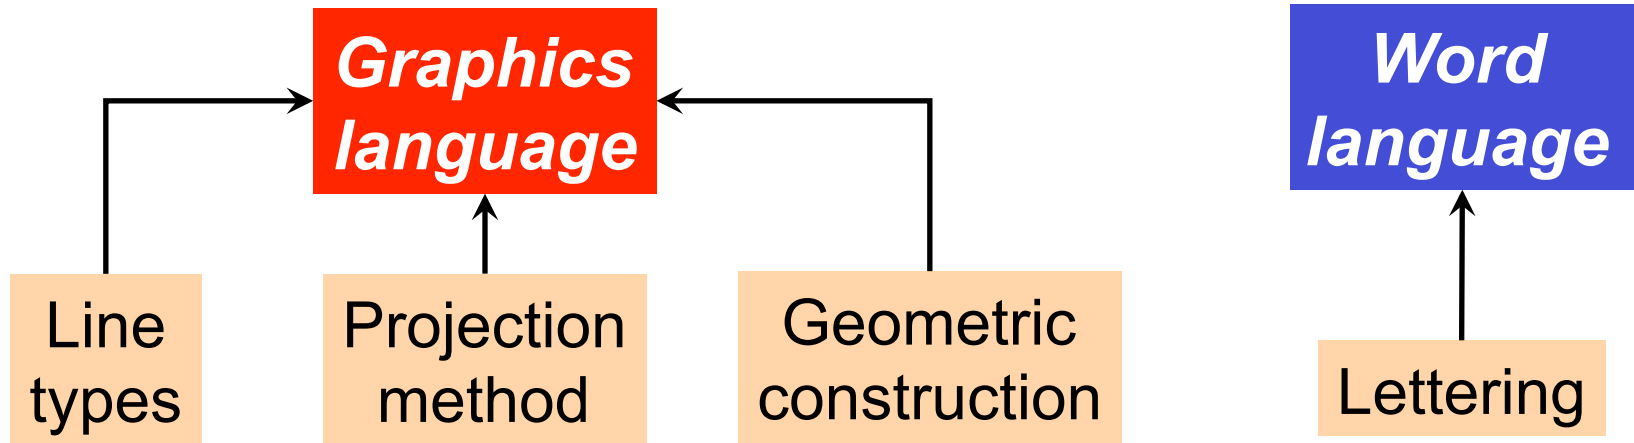 Graphics
language
Word
language
Line
types
Projection
method
Geometric
construction
Lettering